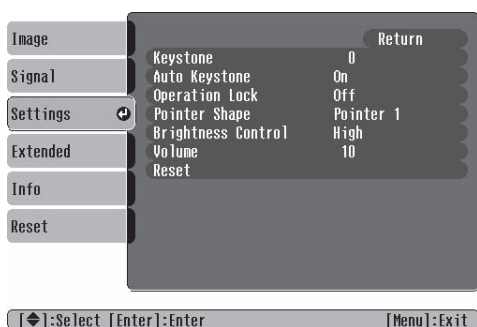 Image
Signal
Settings
Extended
Info
Reset
Return
Keystone 0
Auto Keystone On
Operation Lock Off
Pointer Shape Pointer 1
Brightness Control High
Volume 10
Reset
[◆]:Select [Enter]:Enter [Menu]:Exit